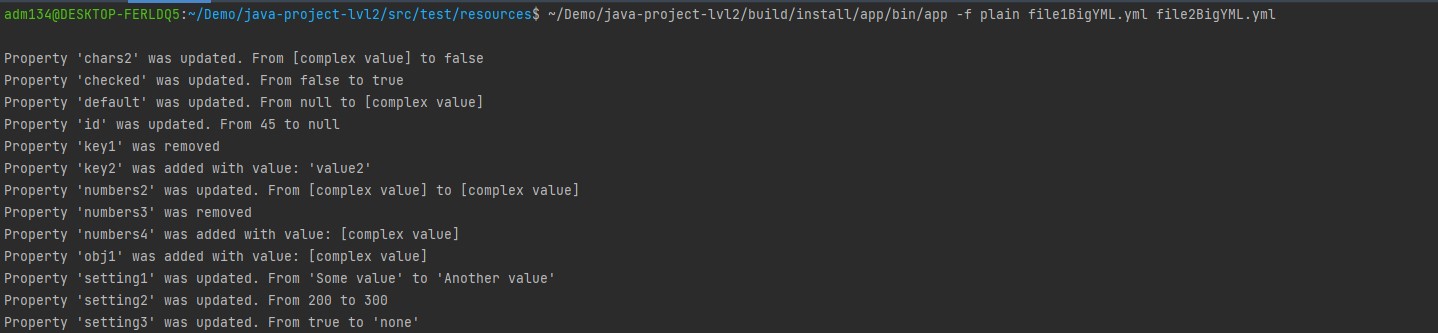 adm134@DESKTOP-FERLDQ5:~/Demo/java-project-lvl2/src/test/resources$ ~/Demo/java-project-lvl2/build/install/app/bin/app -f plain file1BigYML.yml file2BigYML.yml
Property 'chars2' was updated. From [complex value] to false
Property 'checked' was updated. From false to true
Property 'default' was updated. From null to [complex value]
Property 'id' was updated. From 45 to null
Property 'key1' was removed
Property 'key2' was added with value: 'value2'
Property 'numbers2' was updated. From [complex value] to [complex value]
Property 'numbers3' was removed
Property 'numbers4' was added with value: [complex value]
Property 'obj1' was added with value: [complex value]
Property 'setting1' was updated. From 'Some value' to 'Another value'
Property 'setting2' was updated. From 200 to 300
Property 'setting3' was updated. From true to 'none'